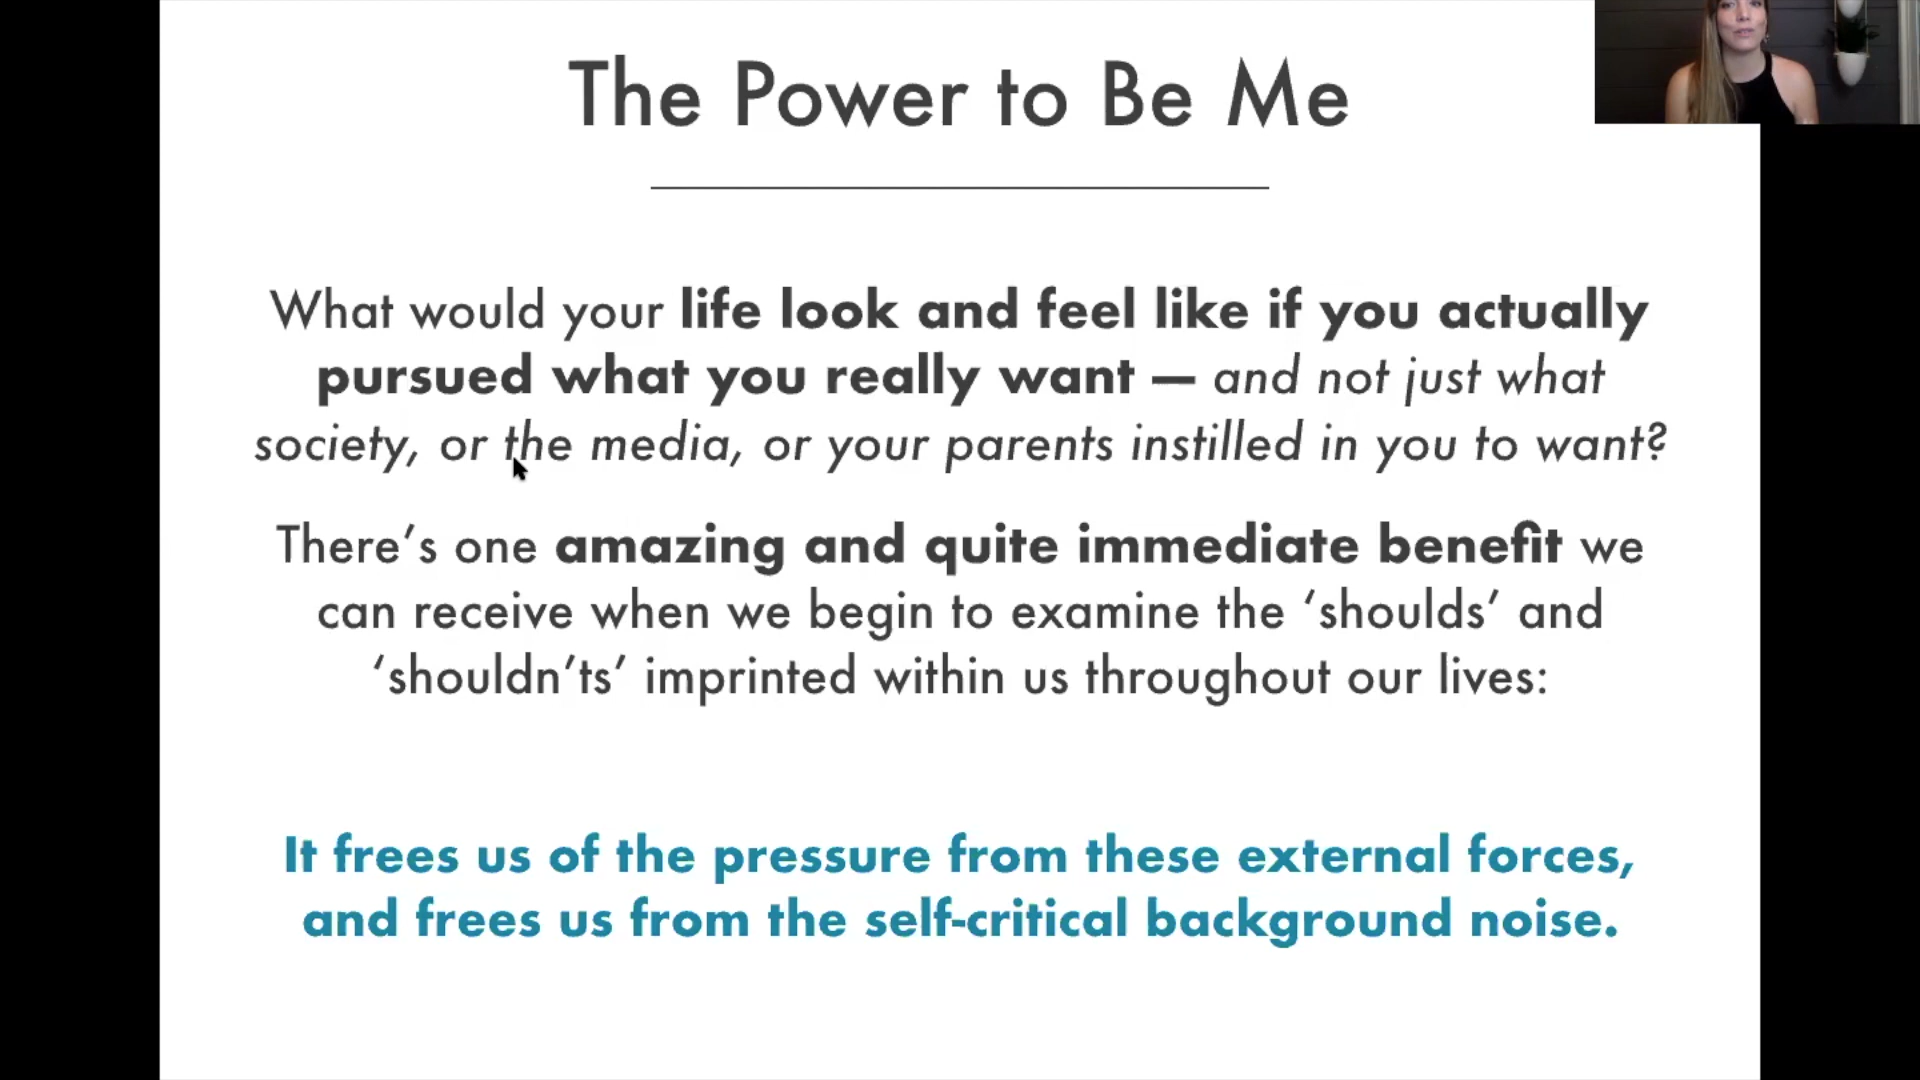 The Power to Be Me
What would your life look and feel like if you actually
pursued what you really want — and not just what
society, or the media, or your parents instilled in you to want?
There’s one amazing and quite immediate benefit we
can receive when we begin to examine the ‘shoulds’ and
‘shouldn’ts’ imprinted within us throughout our lives:
It frees us of the pressure from these external forces,
and frees us from the self-critical background noise.